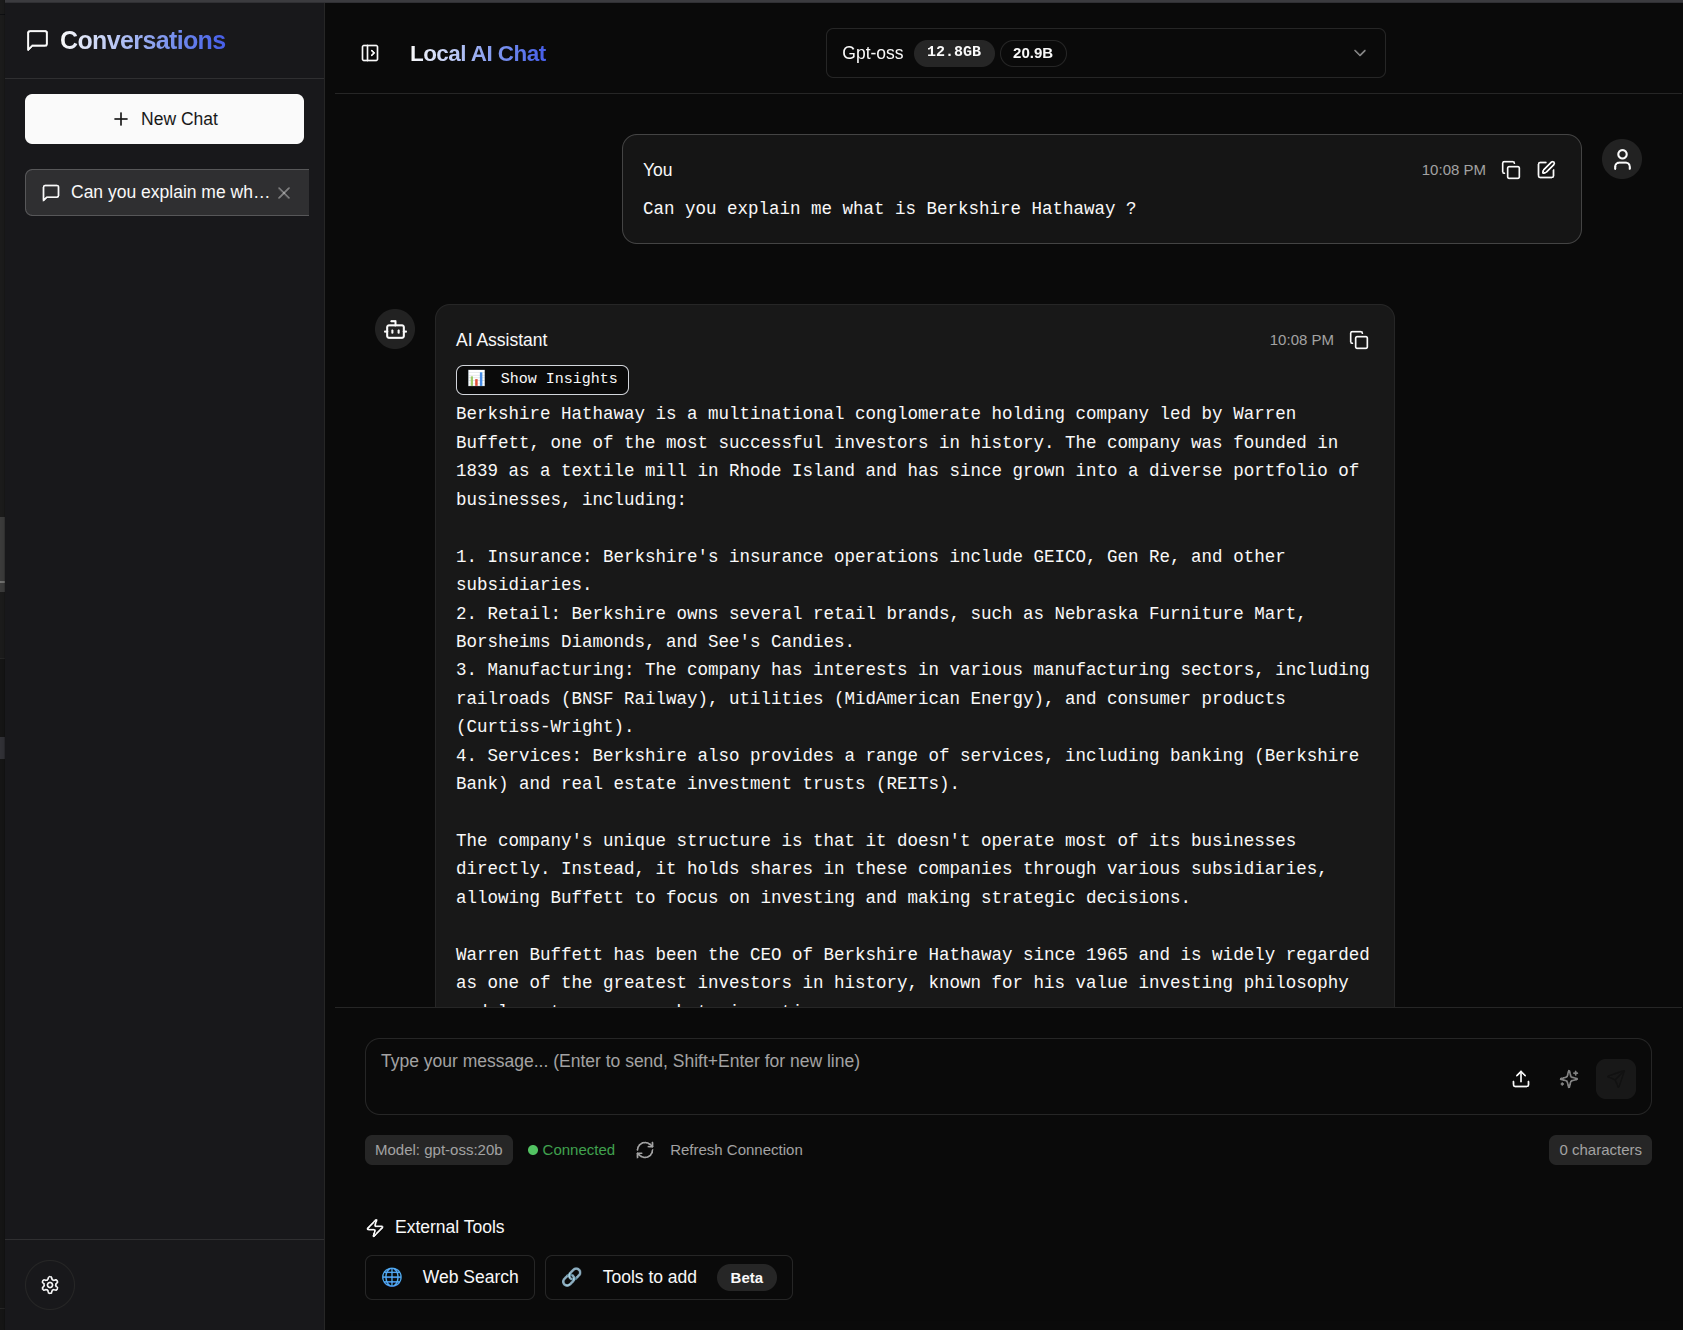 Conversations
New Chat
Can you explain me wh...
Local AI Chat
Gpt-oss 12.8GB 20.9B
You 10:08 PM
Can you explain me what is Berkshire Hathaway ?
AI Assistant 10:08 PM
Show Insights
Berkshire Hathaway is a multinational conglomerate holding company led by Warren
Buffett, one of the most successful investors in history. The company was founded in
1839 as a textile mill in Rhode Island and has since grown into a diverse portfolio of
businesses, including:
1. Insurance: Berkshire's insurance operations include GEICO, Gen Re, and other
subsidiaries.
2. Retail: Berkshire owns several retail brands, such as Nebraska Furniture Mart,
Borsheims Diamonds, and See's Candies.
3. Manufacturing: The company has interests in various manufacturing sectors, including
railroads (BNSF Railway), utilities (MidAmerican Energy), and consumer products
(Curtiss-Wright).
4. Services: Berkshire also provides a range of services, including banking (Berkshire
Bank) and real estate investment trusts (REITs).
The company's unique structure is that it doesn't operate most of its businesses
directly. Instead, it holds shares in these companies through various subsidiaries,
allowing Buffett to focus on investing and making strategic decisions.
Warren Buffett has been the CEO of Berkshire Hathaway since 1965 and is widely regarded
as one of the greatest investors in history, known for his value investing philosophy
Type your message... (Enter to send, Shift+Enter for new line)
Model: gpt-oss:20b Connected Refresh Connection 0 characters
External Tools
Web Search Tools to add Beta